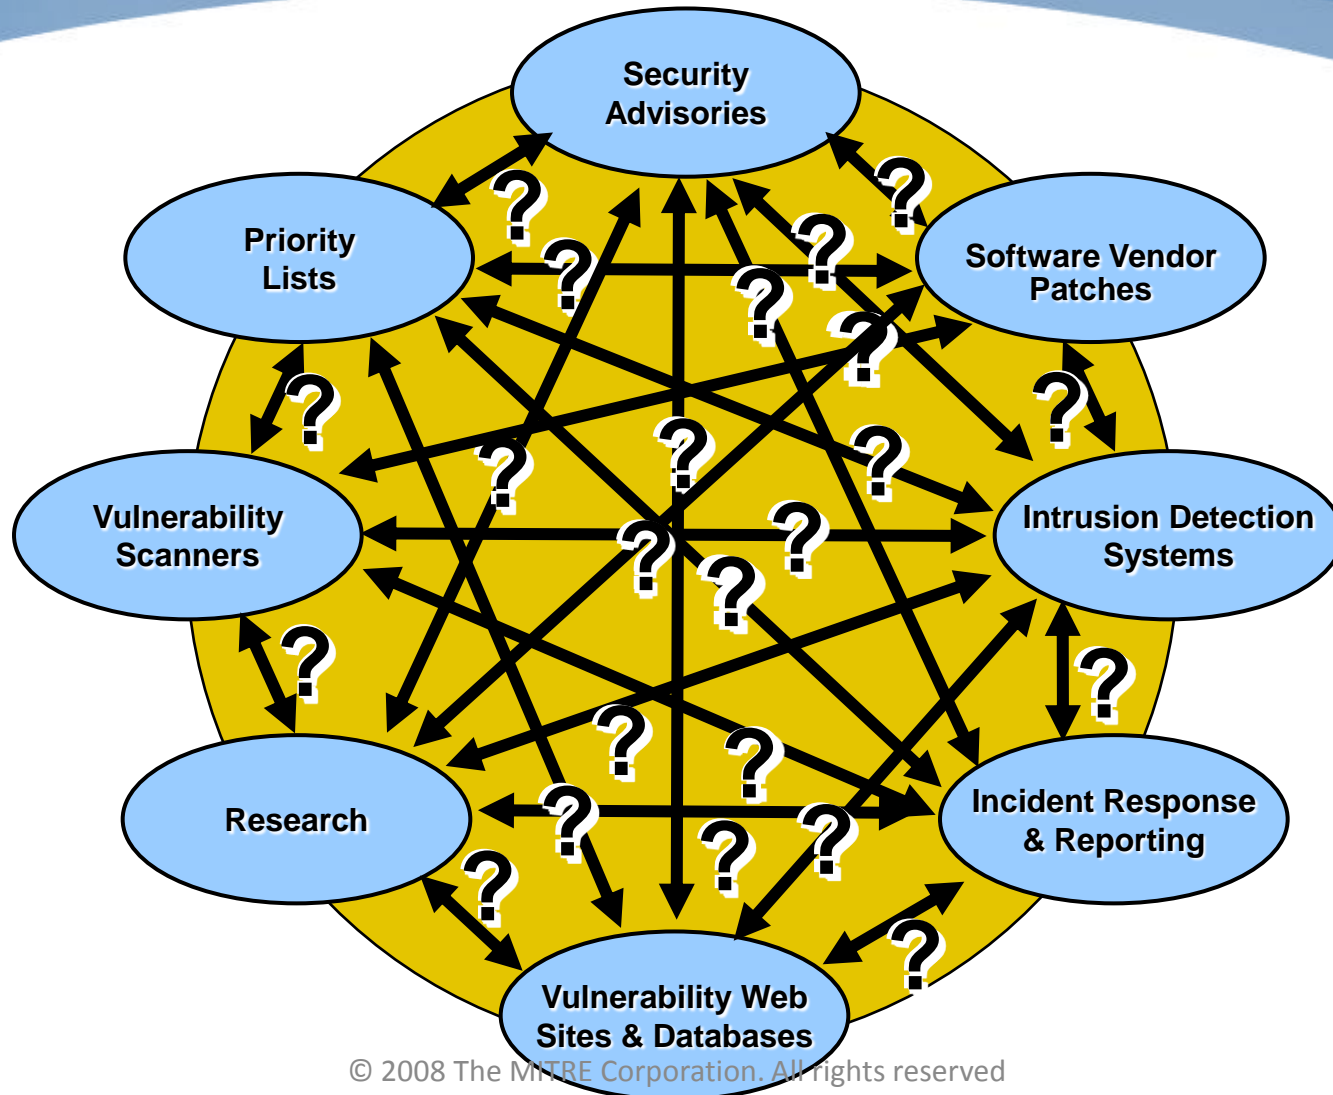 Security
Advisories
?
?
Priority
Lists
?
?
?
Software Vendor
Patches
?
?
?
?
?
?
?
?
Vulnerability
Scanners
?
Intrusion Detection
Systems
?
?
?
?
?
?
Research
?
?
Incident Response
& Reporting
?
?
?
?
Vulnerability Web
Sites & Databases
© 2008 The MITRE Corporation. All rights reserved